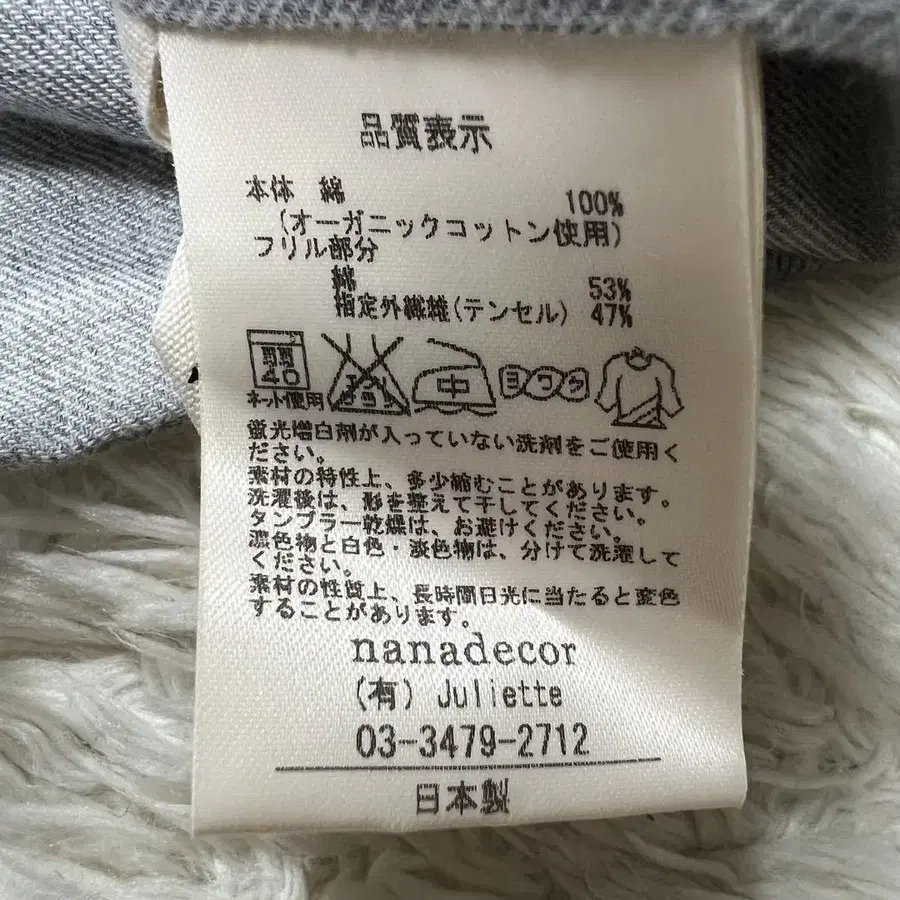 品質表示
本体 綿 100%
(オーガニックコットン使用)
フリル部分
綿 53%
指定外繊維(テンセル) 47%
40 中 ヨワク
ネット使用
蛍光増白剤が入っていない洗剤をご使用く
ださい。
素材の特性上、多少縮むことがあります。
洗濯後は、形を整えて干してください。
タンブラー乾燥は、お避けください。
濃色物と白色・淡色物は、分けて洗濯して
ください。
素材の性質上、長時間日光に当たると変色
することがあります。
nanadecor
(有) Juliette
03-3479-2712
日本製